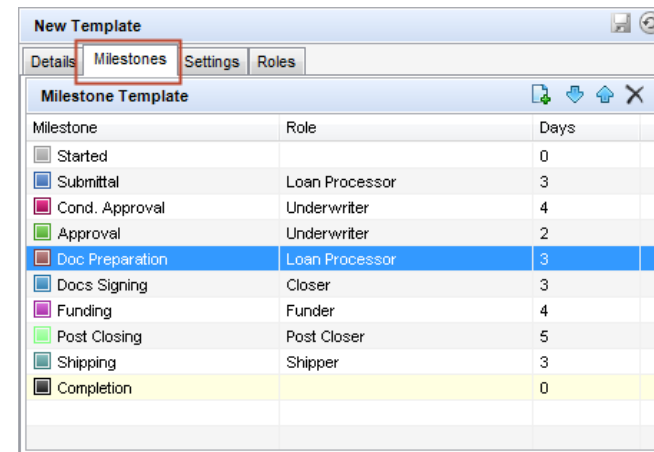 New Template
Details Milestones Settings Roles
Milestone Template
Milestone Role Days
Started 0
Submittal Loan Processor 3
Cond. Approval Underwriter 4
Approval Underwriter 2
Doc Preparation Loan Processor 3
Docs Signing Closer 3
Funding Funder 4
Post Closing Post Closer 5
Shipping Shipper 3
Completion 0